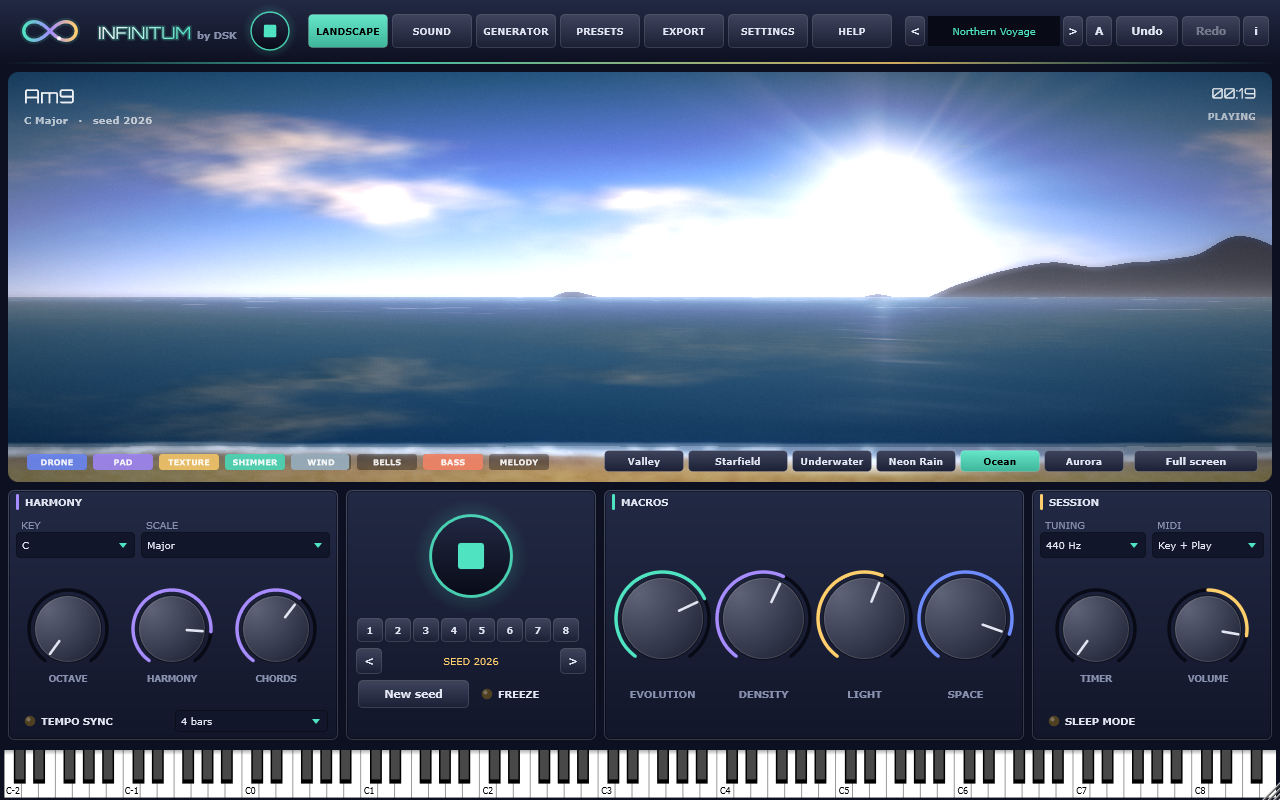 INFINITUM by DSK
LANDSCAPE SOUND GENERATOR PRESETS EXPORT SETTINGS HELP < Northern Voyage > A Undo Redo i
Am9
C Major · seed 2026
00:19
PLAYING
DRONE PAD TEXTURE SHIMMER WIND BELLS BASS MELODY
Valley Starfield Underwater Neon Rain Ocean Aurora Full screen
HARMONY
KEY SCALE
C Major
OCTAVE HARMONY CHORDS
TEMPO SYNC 4 bars
1 2 3 4 5 6 7 8
< SEED 2026 >
New seed FREEZE
MACROS
EVOLUTION DENSITY LIGHT SPACE
SESSION
TUNING MIDI
440 Hz Key + Play
TIMER VOLUME
SLEEP MODE
C-2 C-1 C0 C1 C2 C3 C4 C5 C6 C7 C8